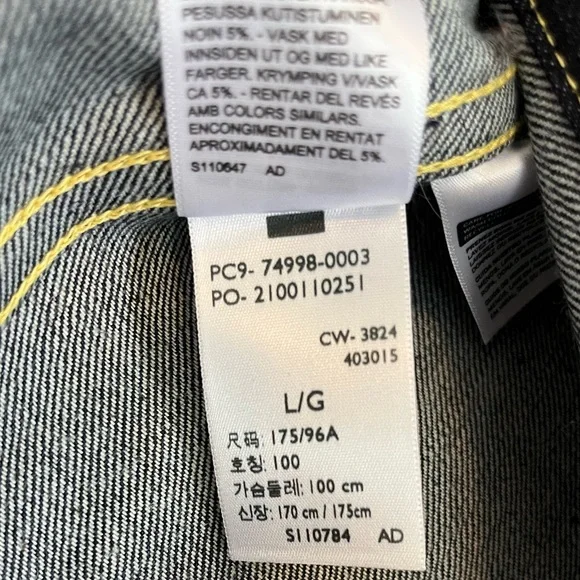 PESUSSA KUTISTUMINEN
NOIN 5%. - VASK MED
INNSIDEN UT OG MED LIKE
FARGER. KRYMPING V/VASK
CA 5%. - RENTAR DEL REVÉS
AMB COLORS SIMILARS.
ENCONGIMENT EN RENTAT
APROXIMADAMENT DEL 5%.
S110647 AD
PC9- 74998-0003
PO- 2100110251
CW- 3824
403015
L/G
尺码: 175/96A
호칭: 100
가슴둘레: 100 cm
신장: 170 cm / 175cm
S110784 AD